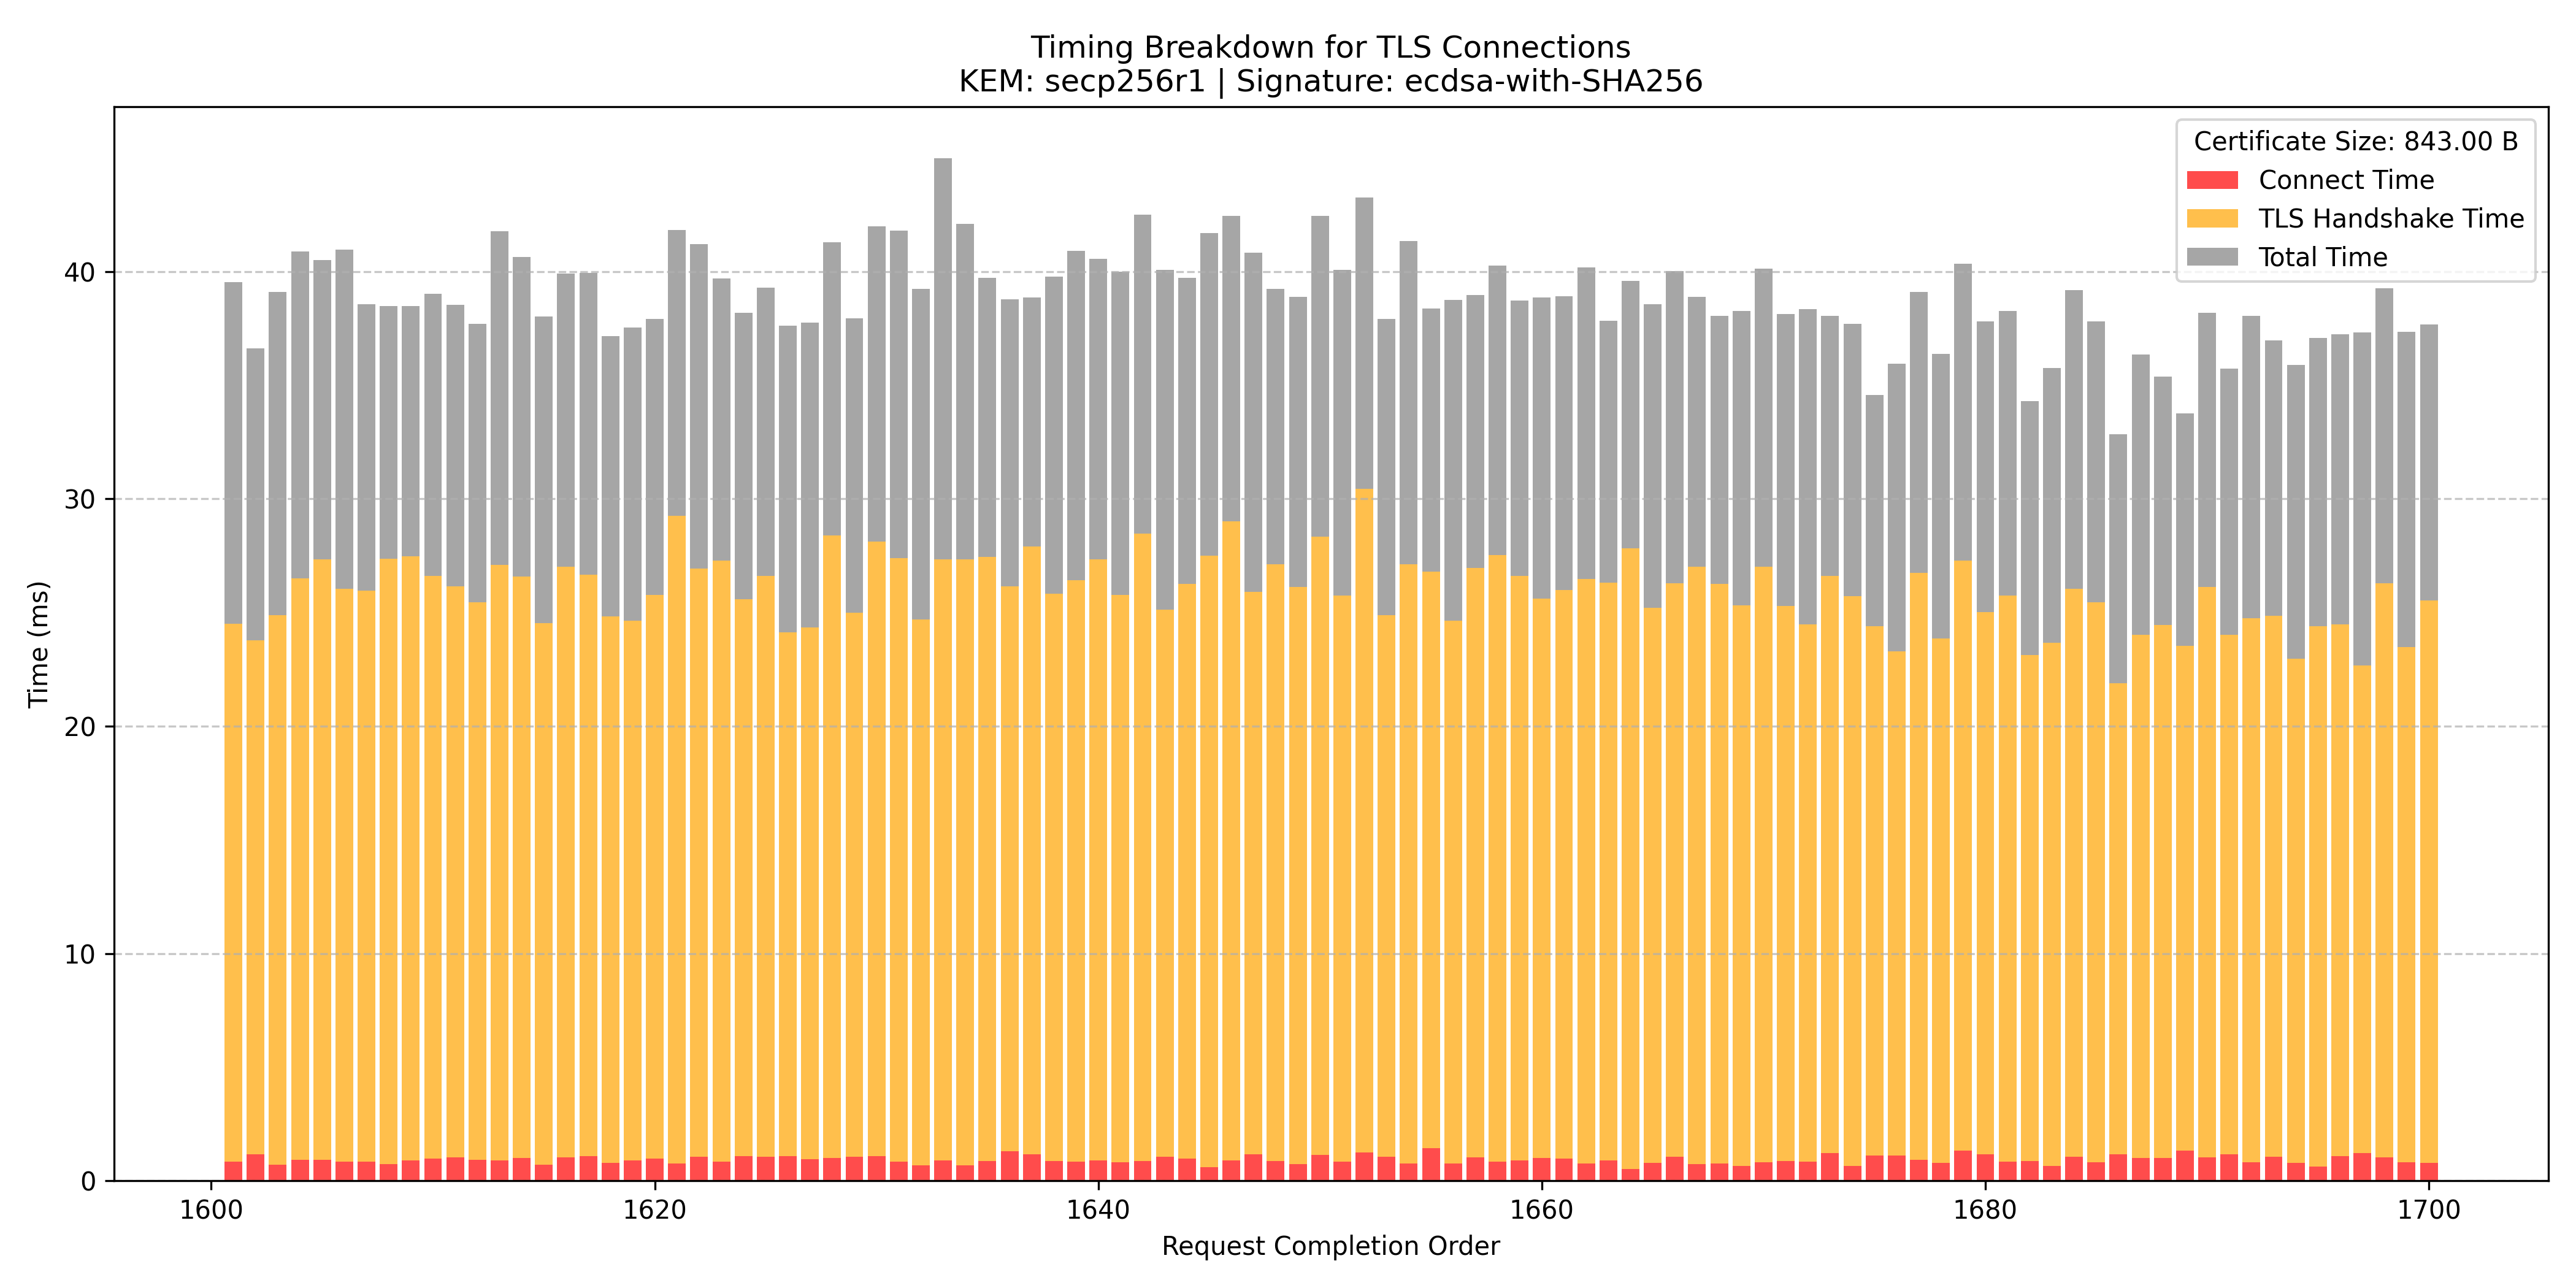 Timing Breakdown for TLS Connections
KEM: secp256r1 | Signature: ecdsa-with-SHA256
Certificate Size: 843.00 B
Connect Time
TLS Handshake Time
Total Time
Time (ms)
40
30
20
10
0
1600 1620 1640 1660 1680 1700
Request Completion Order